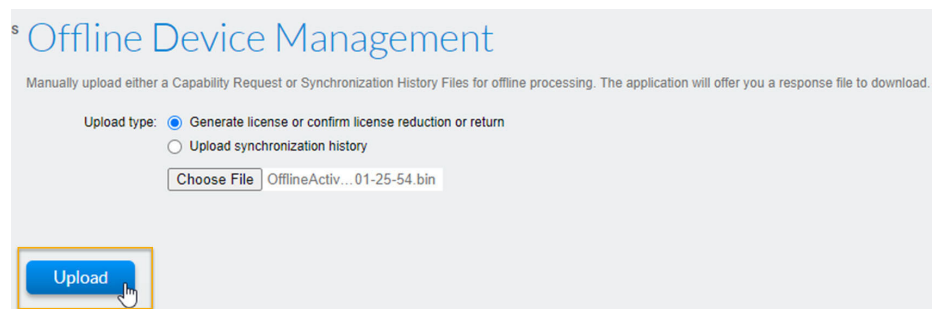 s Offline Device Management
Manually upload either a Capability Request or Synchronization History Files for offline processing. The application will offer you a response file to download.
Upload type: Generate license or confirm license reduction or return
Upload synchronization history
Choose File OfflineActiv…01-25-54.bin
Upload